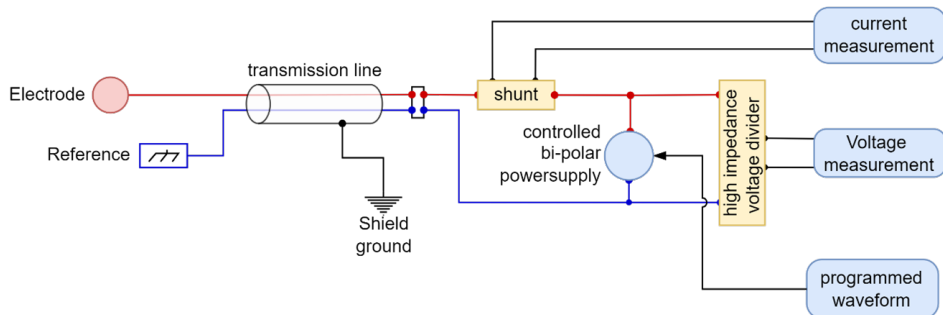 current
measurement
transmission line
Electrode
shunt
controlled
bi-polar
powersupply
high impedance
voltage divider
Voltage
measurement
Reference
Shield
ground
programmed
waveform